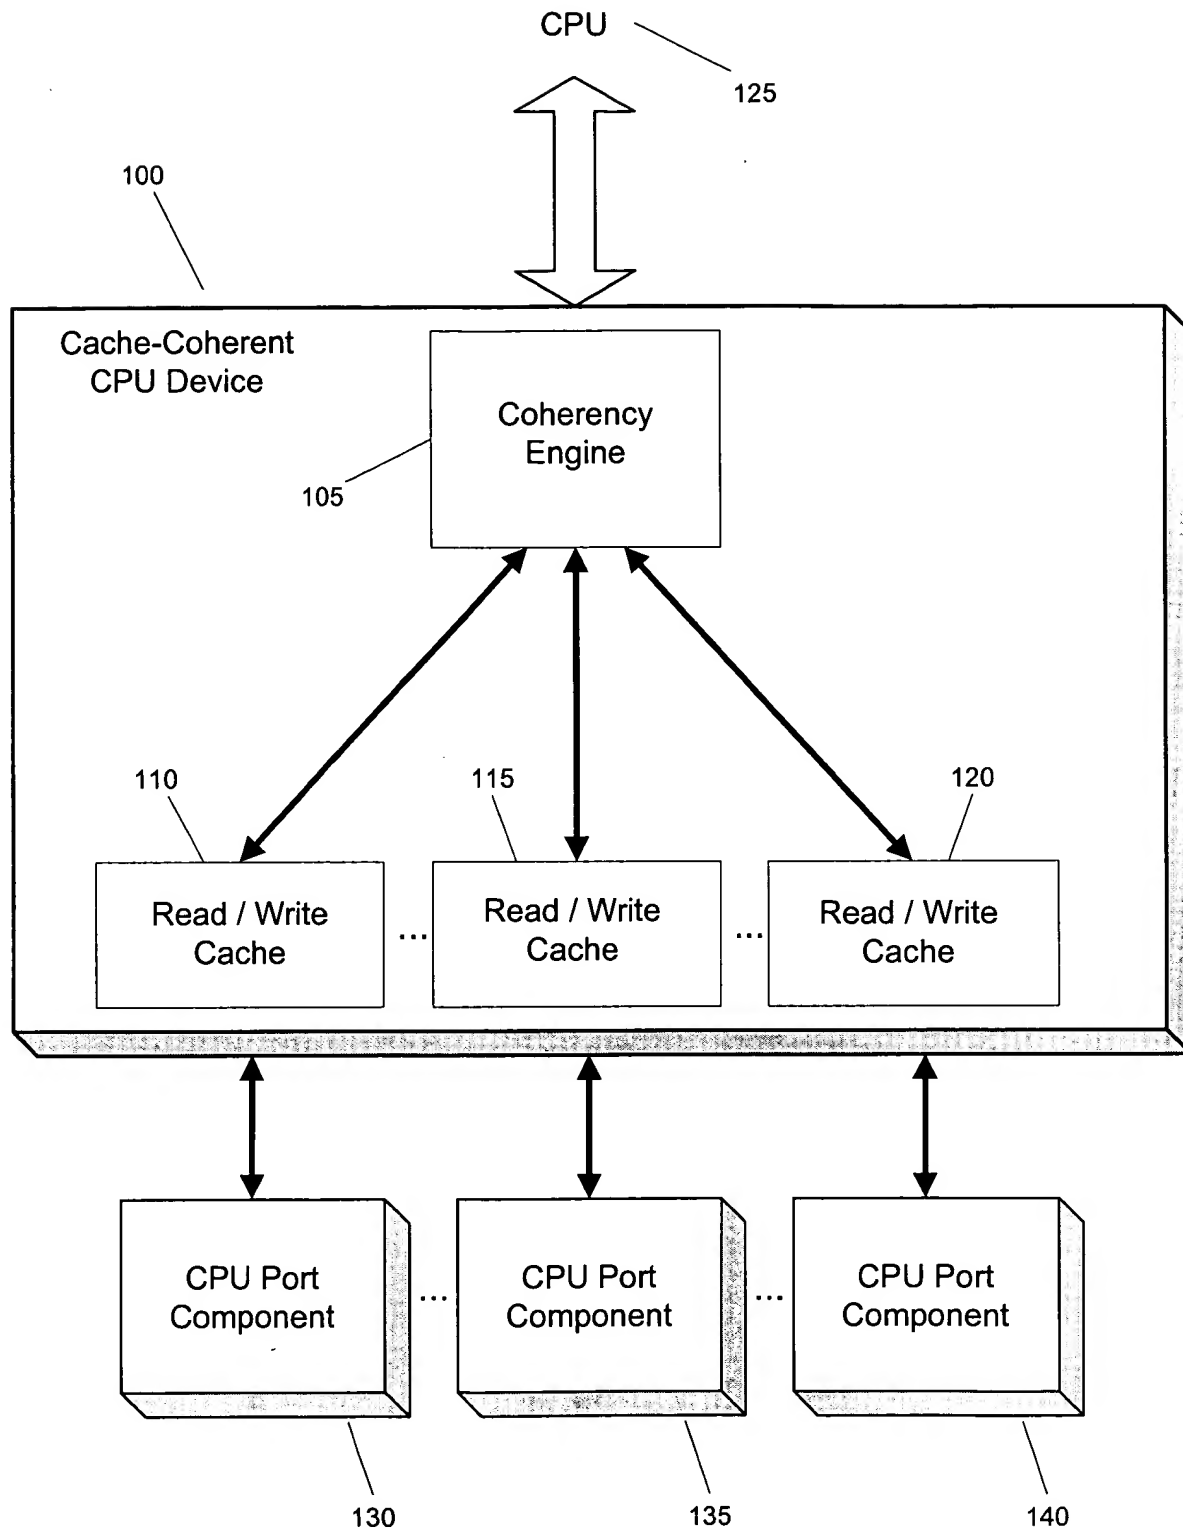 CPU
125
100
Cache-Coherent
CPU Device
Coherency
Engine
105
110
115
120
Read / Write
Cache
...
Read / Write
Cache
...
Read / Write
Cache
CPU Port
Component
...
CPU Port
Component
...
CPU Port
Component
130
135
140